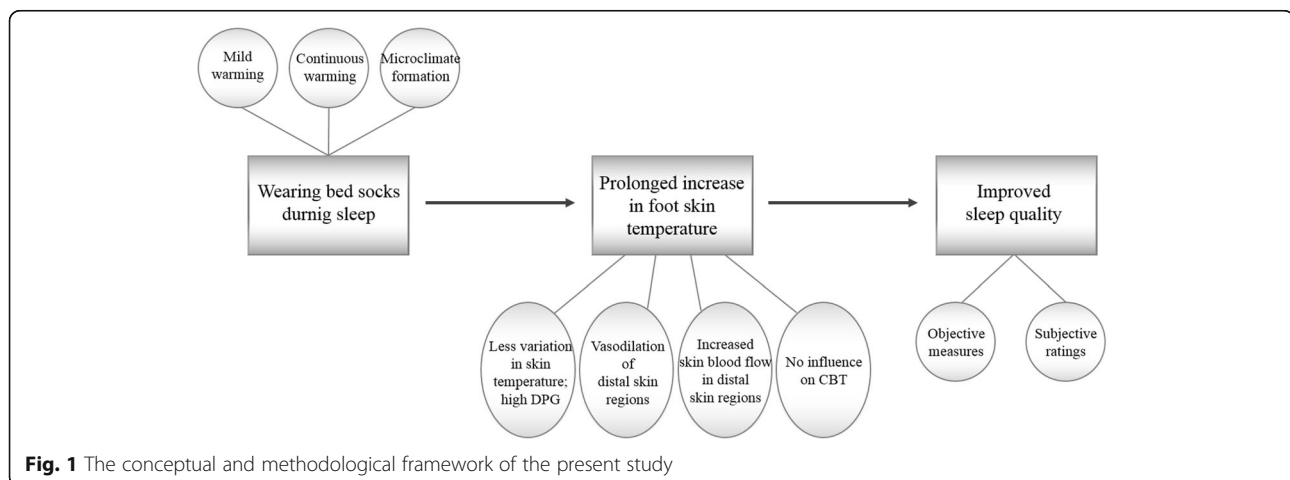 Mild
warming
Continuous
warming
Microclimate
formation
Wearing bed socks
durnig sleep
Prolonged increase
in foot skin
temperature
Improved
sleep quality
Less variation
in skin
temperature;
high DPG
Vasodilation
of
distal skin
regions
Increased
skin blood flow
in distal
skin regions
No influence
on CBT
Objective
measures
Subjective
ratings
Fig. 1 The conceptual and methodological framework of the present study